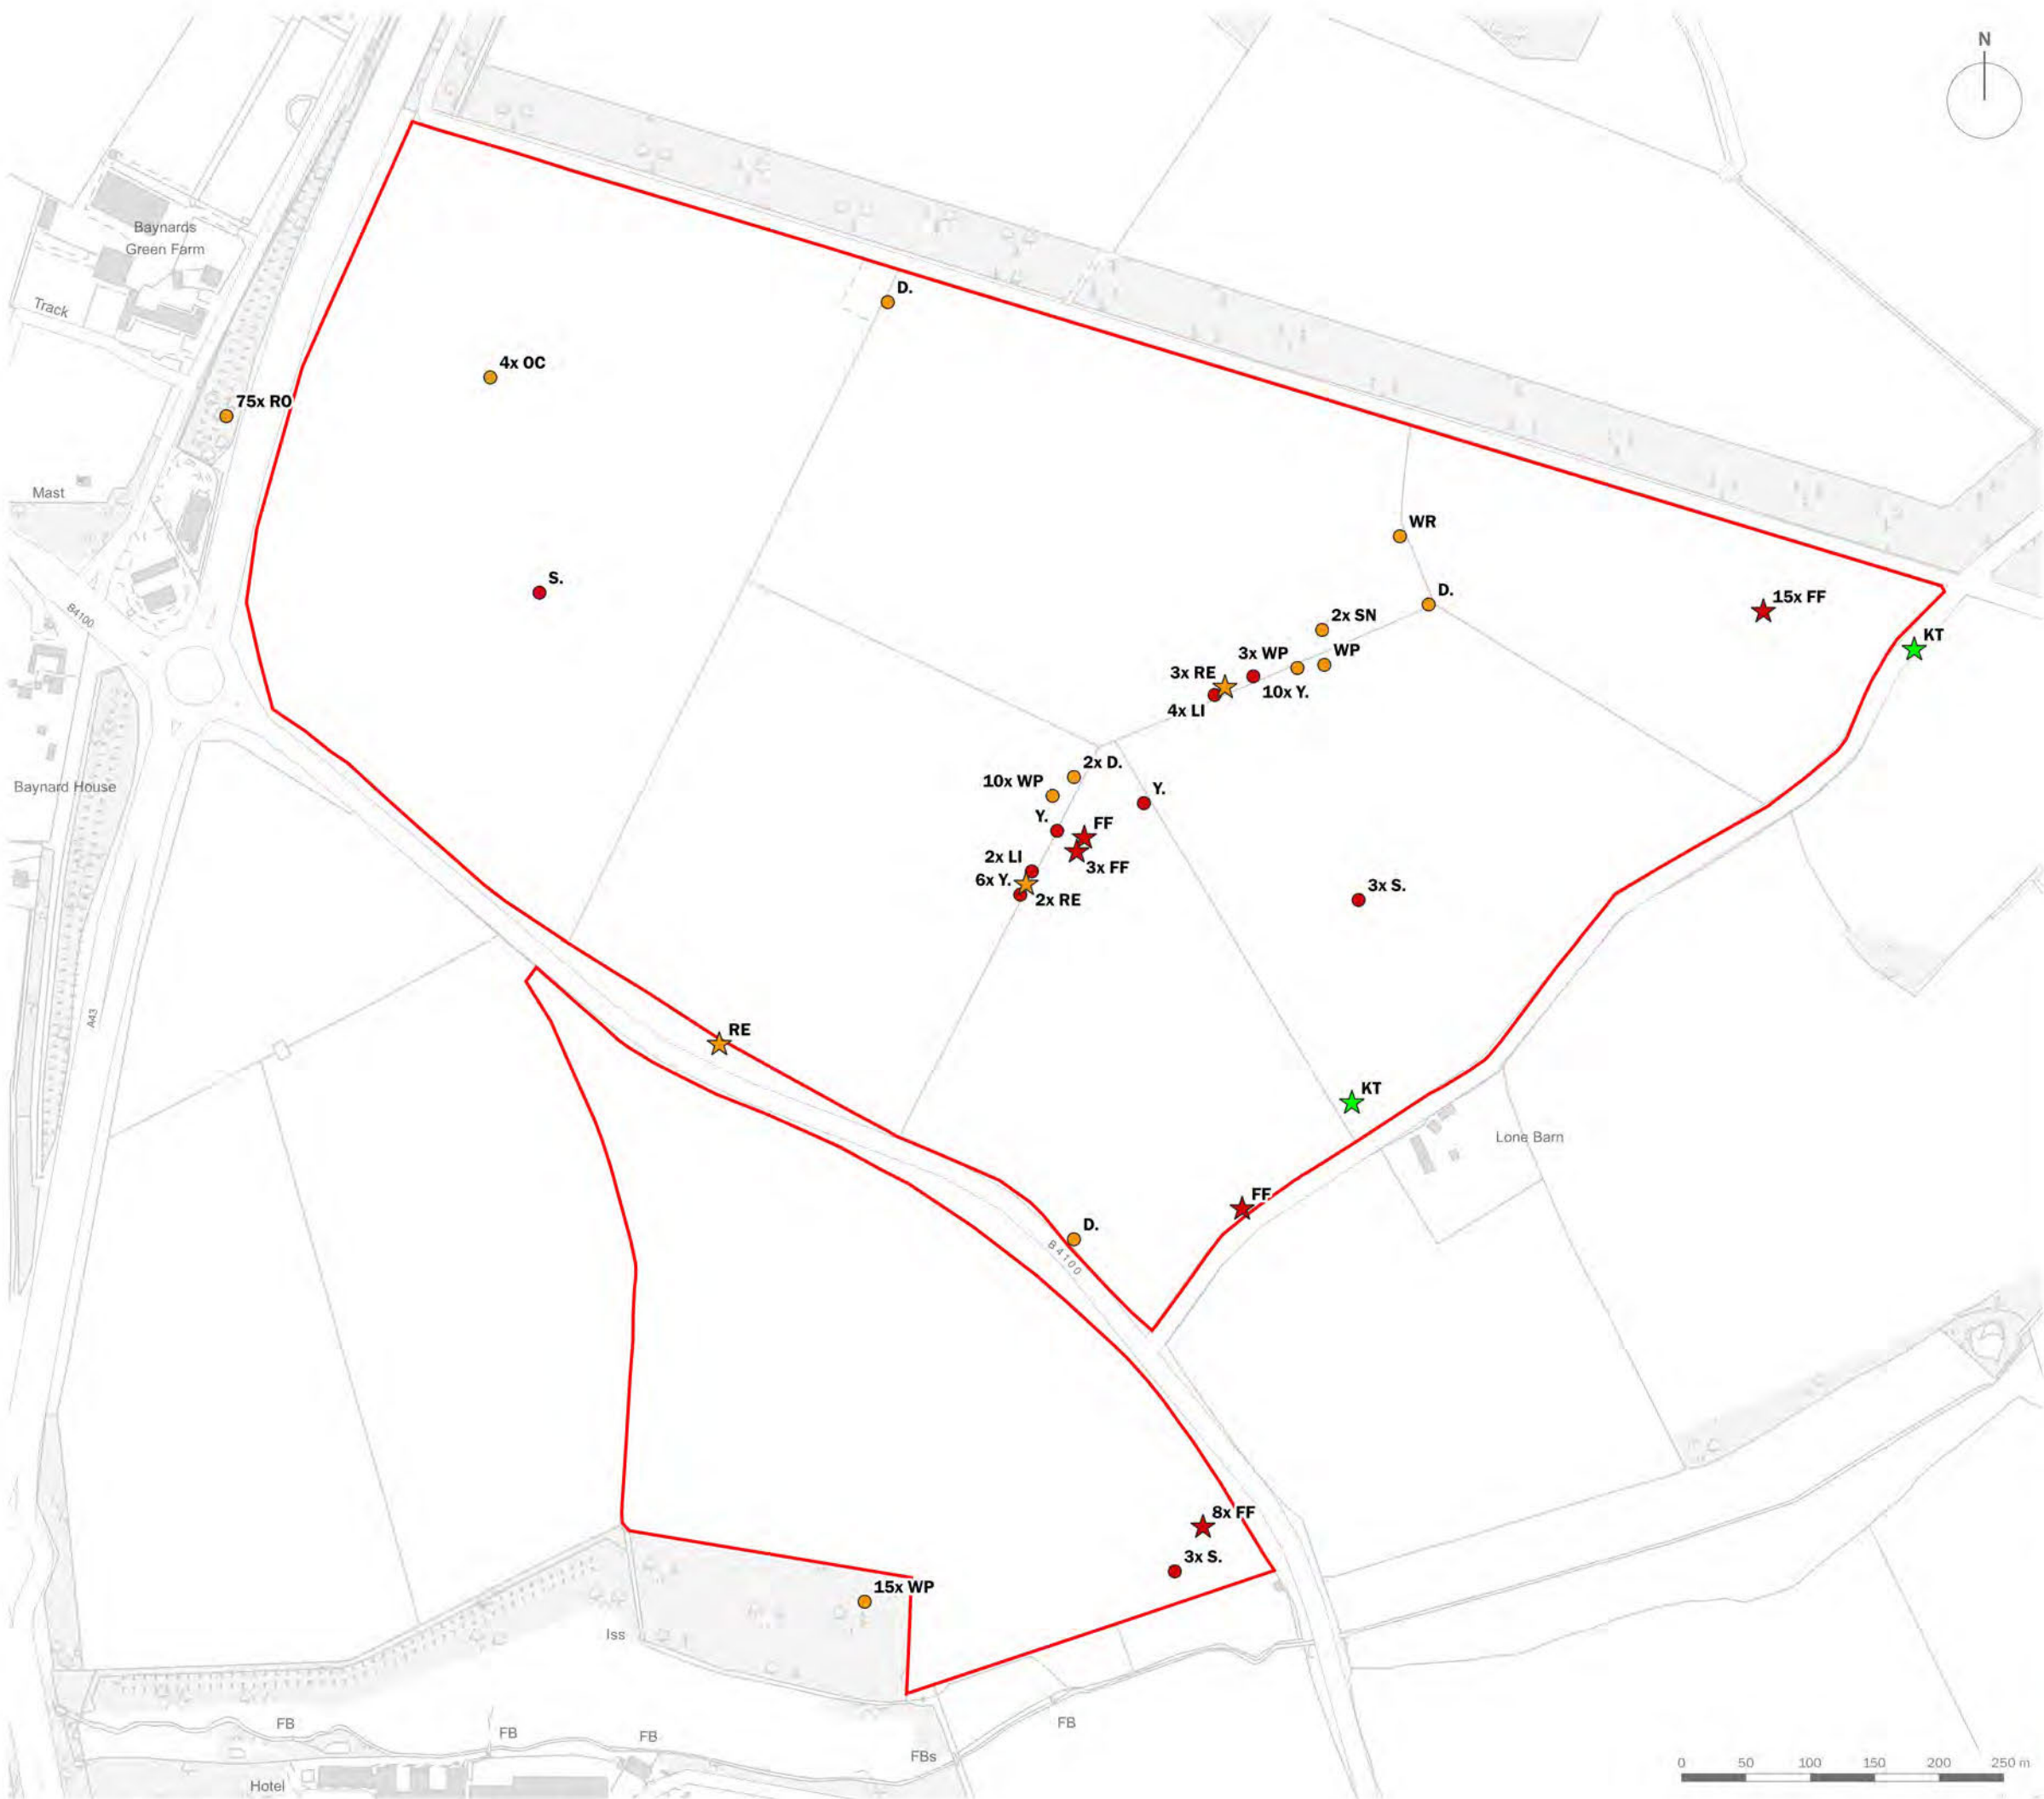 N
Baynards
Green Farm
D.
Track
4x OC
75x RO
Mast
WR
S.
D.
15x FF
B4100
2x SN
KT
3x WP
WP
3x RE
10x Y.
4x LI
2x D.
10x WP
Baynard House
Y.
Y.
FF
2x LI
3x FF
6x Y.
3x S.
2x RE
A43
RE
KT
Lone Barn
FF
D.
B4100
8x FF
3x S.
15x WP
Iss
FB
FB
FB
FB
FBs
Hotel
0 50 100 150 200 250 m